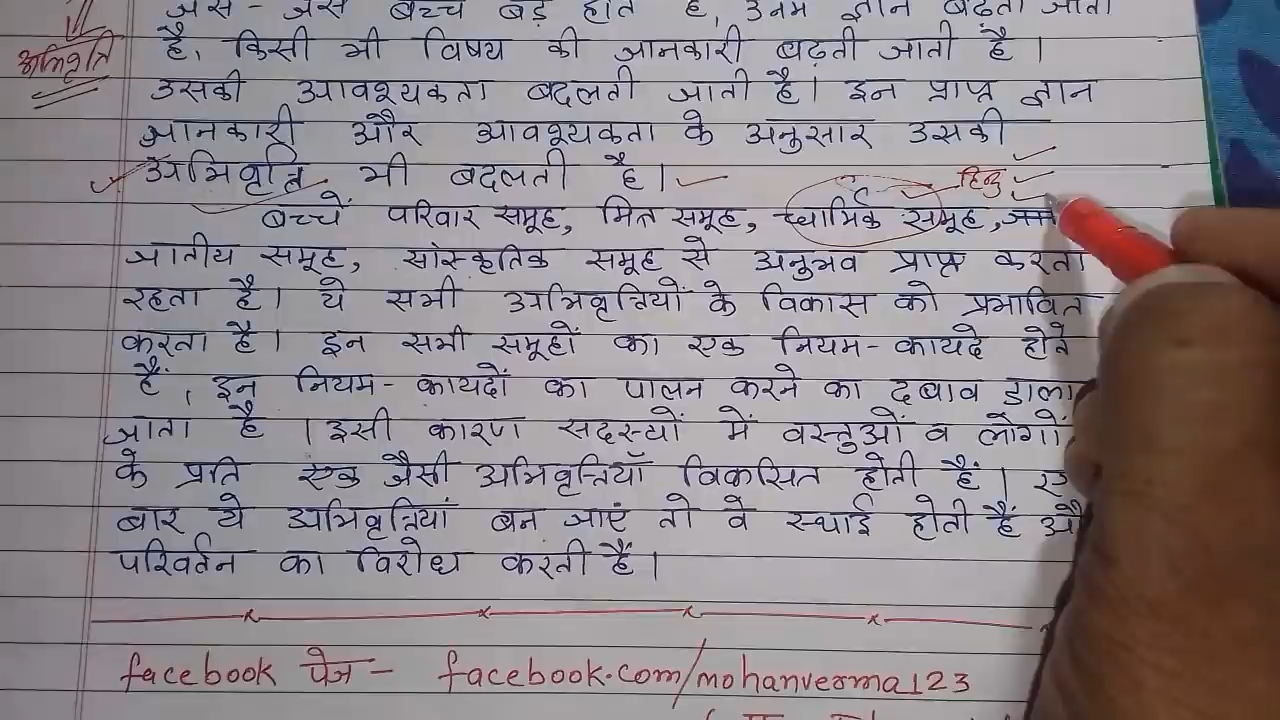 जैसे - जैसे बच्चे बड़े होते है, उनमे ज्ञान बढ़ता जाता
है, किसी भी विषय की जानकारी बढ़ती जाती है ।
अभिवृत्ति
उसकी आवश्यकता बदलती जाती है। इन प्राप्त ज्ञान
जानकारी और आवश्यकता के अनुसार उसकी
अभिवृत्ति भी बदलती है।
हिन्दु
बच्चें परिवार समूह, मित्र समूह, धार्मिक समूह,
जातीय समूह, सांस्कृतिक समूह से अनुभव प्राप्त करता
रहता है। ये सभी अभिवृत्तियों के विकास को प्रभावित
करता है। इन सभी समूहों का एक नियम-कायदे होते
हैं, इन नियम-कायदों का पालन करने का दबाव डाला
जाता है । इसी कारण सदस्यों में वस्तुओं व लोगों
के प्रति एक जैसी अभिवृत्तियाँ विकसित होती हैं ।
बार ये अभिवृत्तियां बन जाएं तो वे स्थाई होती हैं
परिवर्तन का विरोध करती हैं ।
facebook पेज - facebook.com/mohanverma123